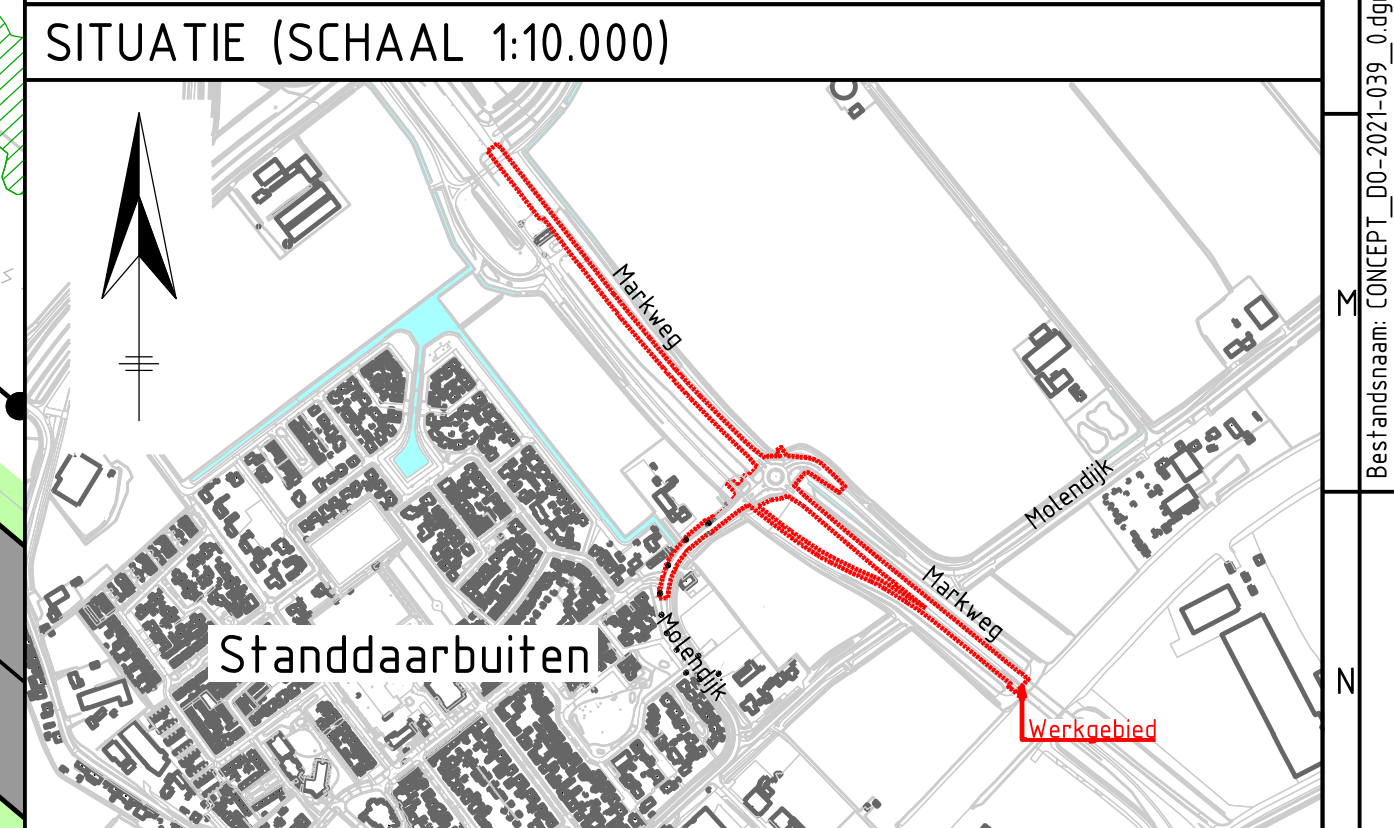 SITUATIE (SCHAAL 1:10.000)
Markweg
Molendijk
Markweg
Standdaarbuiten
Molendijk
Werkgebied
M
N
Bestandsnaam: CONCEPT_DO-2021-039_0.dgn